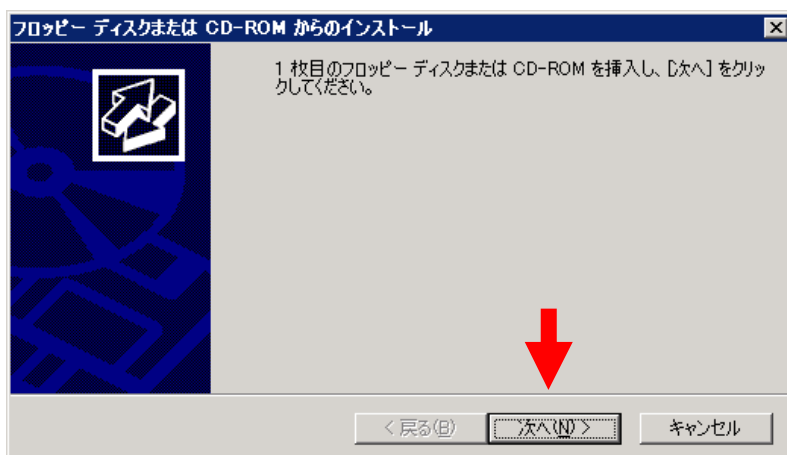 フロッピー ディスクまたは CD-ROM からのインストール
1 枚目のフロッピー ディスクまたは CD-ROM を挿入し、[次へ] をクリッ
クしてください。
< 戻る(B)
次へ(N) >
キャンセル